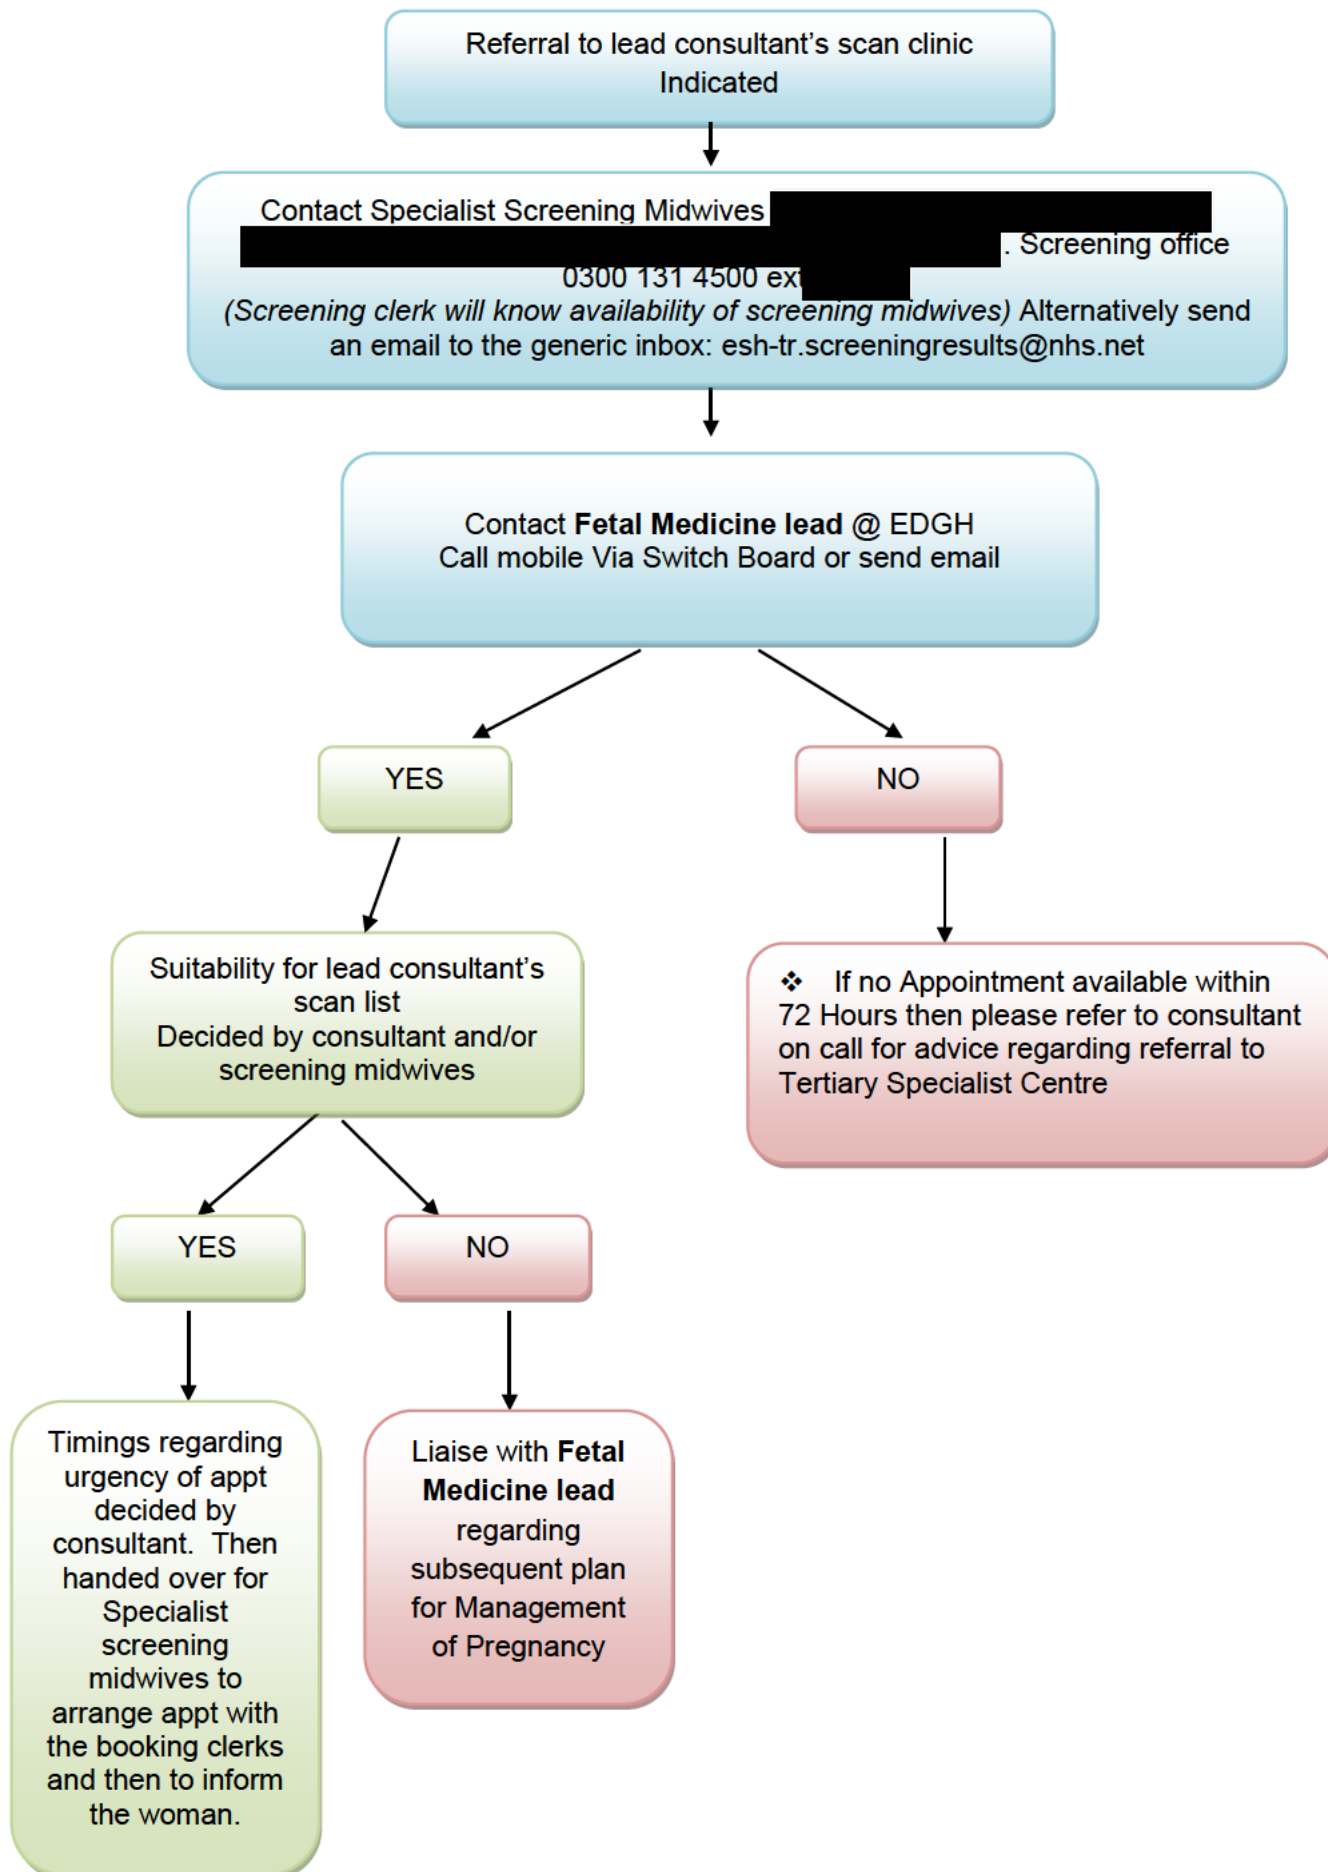 Referral to lead consultant's scan clinic
Indicated
Contact Specialist Screening Midwives
. Screening office
0300 131 4500 ext
(Screening clerk will know availability of screening midwives) Alternatively send
an email to the generic inbox: esh-tr.screeningresults@nhs.net
Contact Fetal Medicine lead @ EDGH
Call mobile Via Switch Board or send email
YES
NO
Suitability for lead consultant's
scan list
Decided by consultant and/or
screening midwives
❖ If no Appointment available within
72 Hours then please refer to consultant
on call for advice regarding referral to
Tertiary Specialist Centre
YES
NO
Timings regarding
urgency of appt
decided by
consultant. Then
handed over for
Specialist
screening
midwives to
arrange appt with
the booking clerks
and then to inform
the woman.
Liaise with Fetal
Medicine lead
regarding
subsequent plan
for Management
of Pregnancy